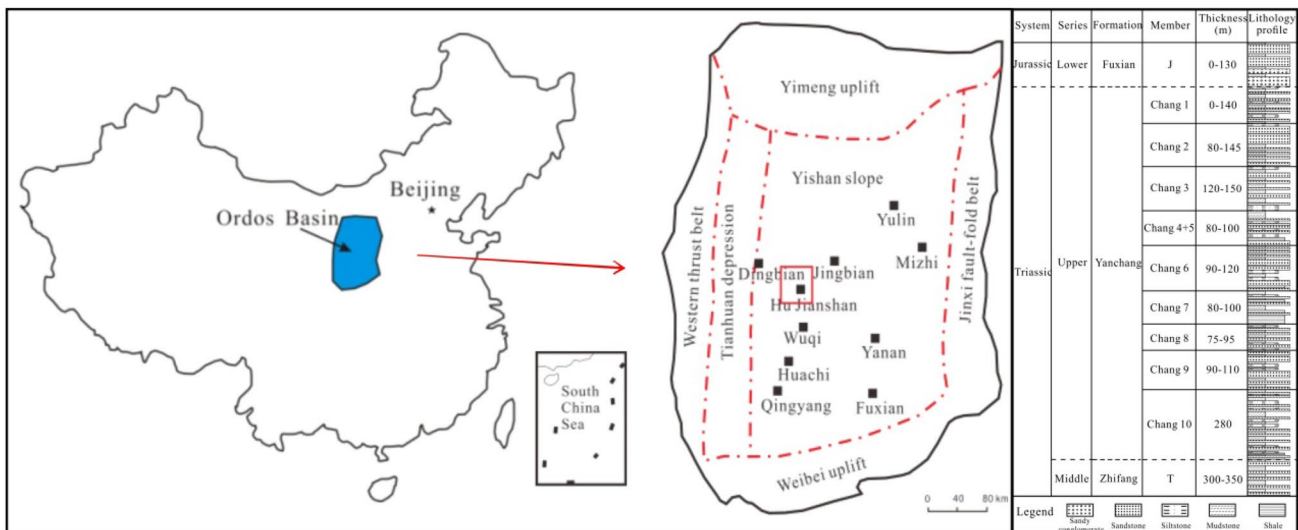 Beijing
Ordos Basin
South
China
Sea
Yimeng uplift
Yishan slope
Western thrust belt
Tianhuan depression
Jinxi fault-fold belt
Yulin
Mizhi
Dingbian
Jingbian
Hu Jianshan
Wuqi
Yanan
Huachi
Qingyang
Fuxian
Weibei uplift
0 40 80 km
System Series Formation Member Thickness (m) Lithology profile
Jurassic Lower Fuxian J 0-130
Triassic Upper Yanchang
Chang 1 0-140
Chang 2 80-145
Chang 3 120-150
Chang 4+5 80-100
Chang 6 90-120
Chang 7 80-100
Chang 8 75-95
Chang 9 90-110
Chang 10 280
Middle Zhifang T 300-350
Legend
Sandy conglomerate
Sandstone
Siltstone
Mudstone
Shale